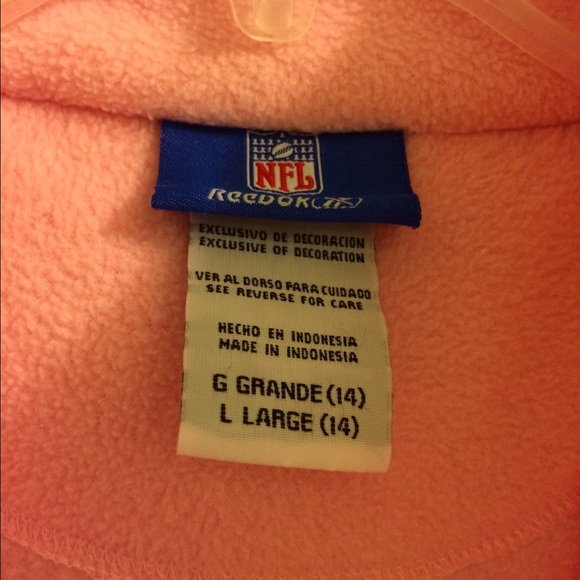 NFL
Reebok
EXCLUSIVO DE DECORACION
EXCLUSIVE OF DECORATION
VER AL DORSO PARA CUIDADO
SEE REVERSE FOR CARE
HECHO EN INDONESIA
MADE IN INDONESIA
G GRANDE (14)
L LARGE (14)